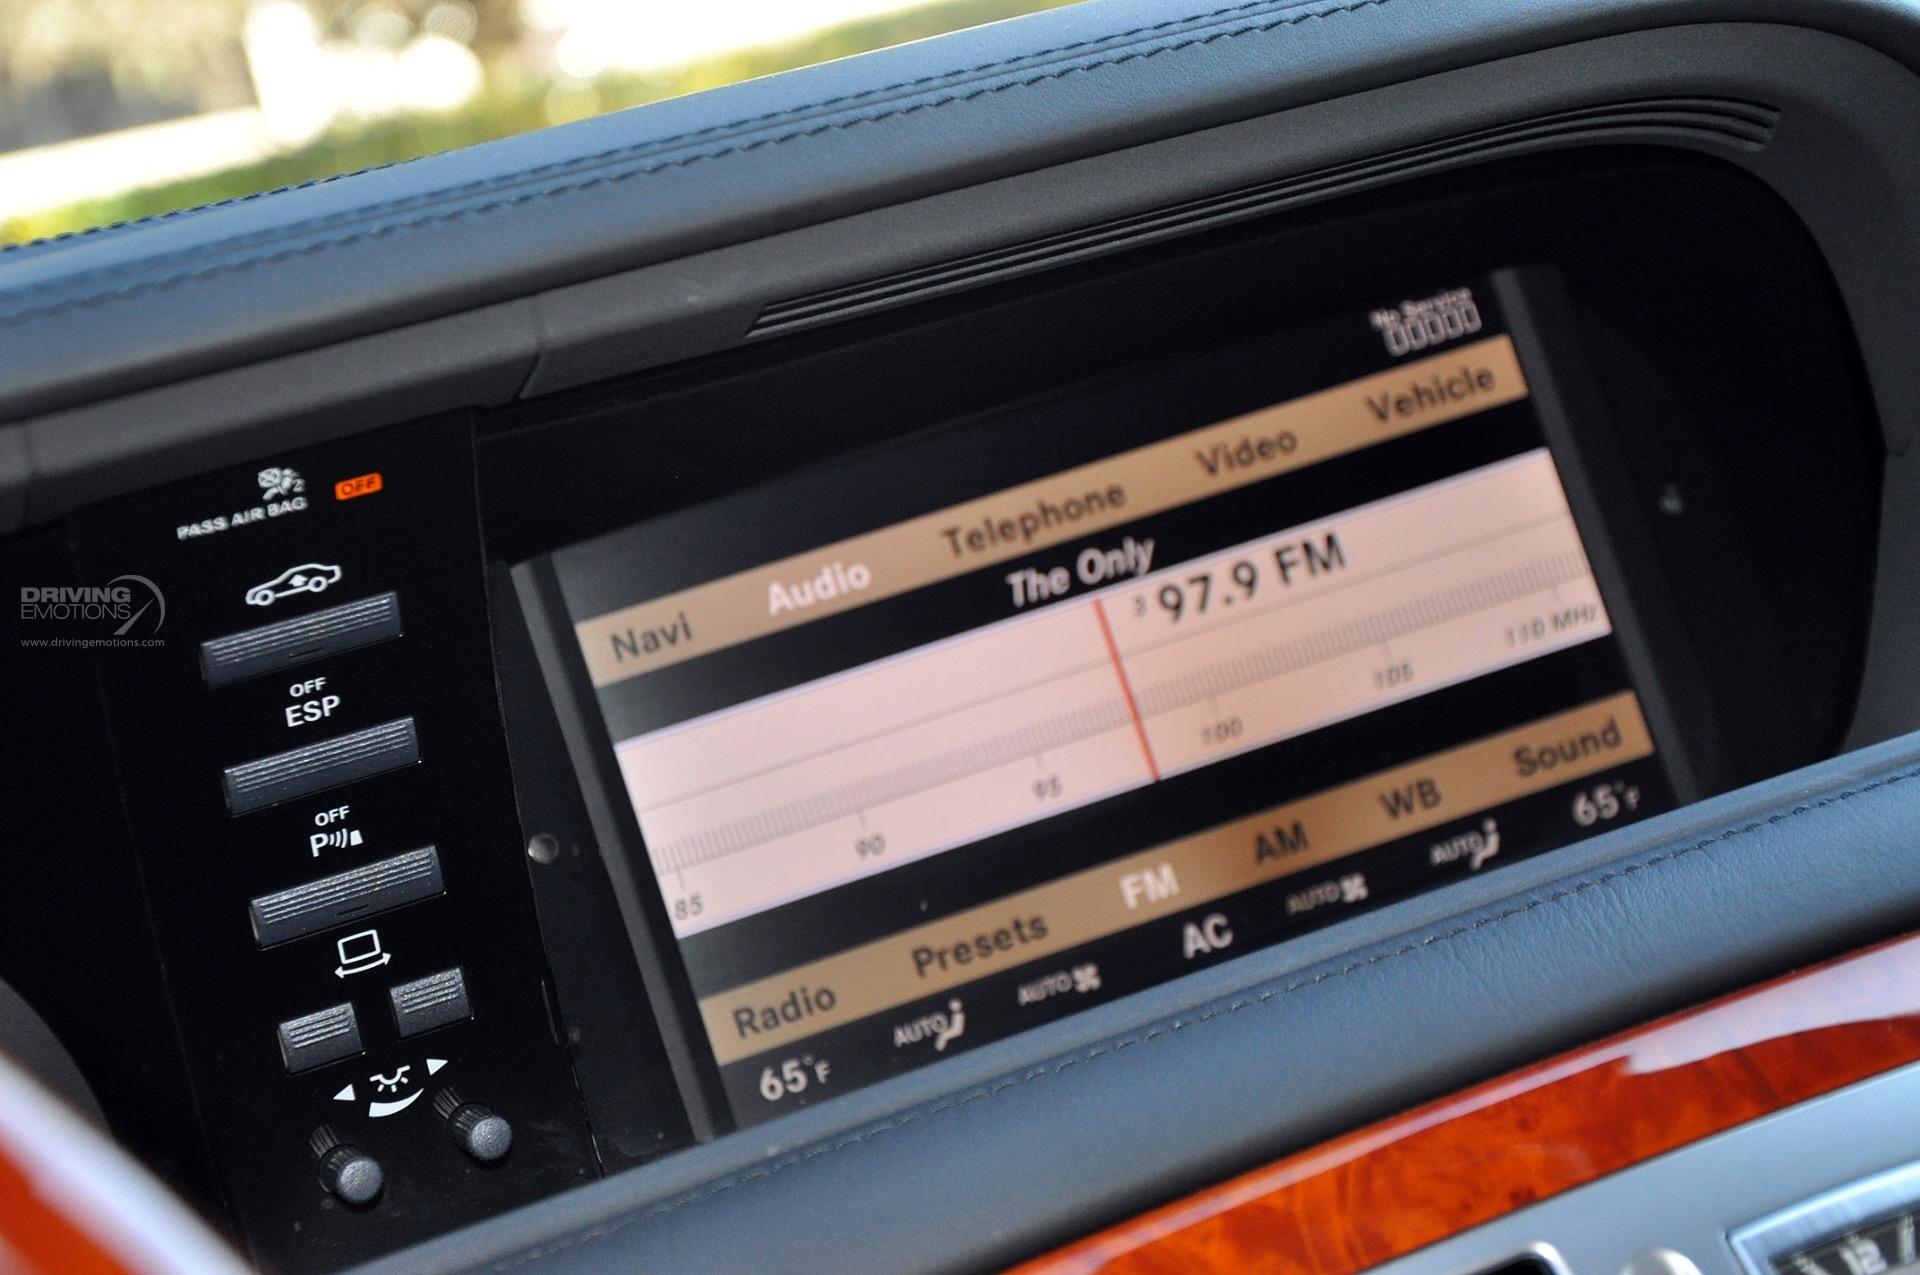 No Service
Navi Audio Telephone Video Vehicle
The Only
3 97.9 FM
85 90 95 100 105 110 MHz
Radio Presets FM AM WB Sound
65°F AUTO AUTO AC AUTO AUTO 65°F
PASS AIR BAG OFF
OFF
ESP
OFF
P
DRIVING
EMOTIONS
www.drivingemotions.com
12